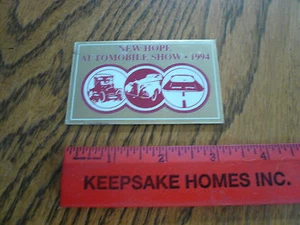 NEW HOPE
AUTOMOBILE SHOW • 1994
1 2 3 4
KEEPSAKE HOMES INC.